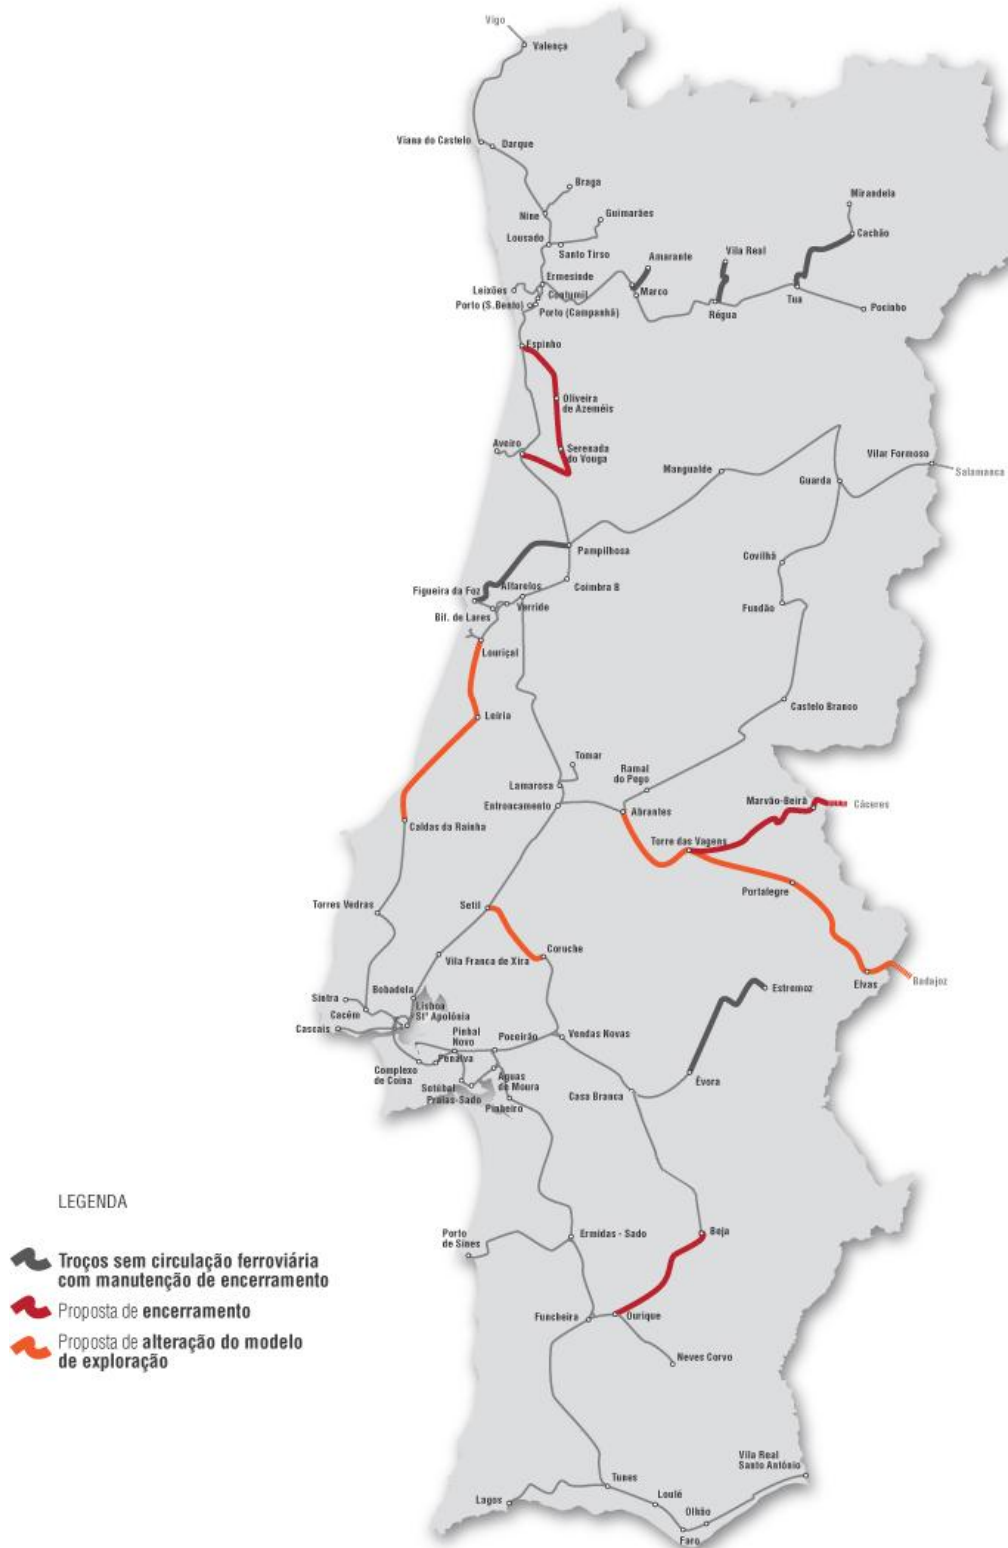 Vigo
Valença
Viana do Castelo
Darque
Braga
Nine
Guimarães
Lousado
Santo Tirso
Mirandela
Cachão
Vila Real
Amarante
Ermesinde
Leixões
Contumil
Marco
Porto (S.Bento)
Porto (Campanhã)
Régua
Tua
Pocinho
Espinho
Oliveira
de Azeméis
Aveiro
Serenada
do Vouga
Mangualde
Vilar Formoso
Salamanca
Guarda
Pampilhosa
Covilhã
Coimbra B
Figueira da Foz
Alfarelos
Verride
Bif. de Lares
Fundão
Louriçal
Leiria
Castelo Branco
Tomar
Ramal
do Pego
Lamarosa
Entroncamento
Abrantes
Marvão-Beirã
Cáceres
Caldas da Rainha
Torre das Vagens
Portalegre
Torres Vedras
Setil
Coruche
Vila Franca de Xira
Elvas
Badajoz
Estremoz
Bobadela
Sintra
Cacém
Lisboa
Stª Apolónia
Cascais
Pinhal
Novo
Poceirão
Vendas Novas
Penalva
Complexo
de Coina
Águas
de Moura
Setúbal
Praias-Sado
Pinheiro
Casa Branca
Évora
LEGENDA
Troços sem circulação ferroviária
com manutenção de encerramento
Proposta de encerramento
Proposta de alteração do modelo
de exploração
Porto
de Sines
Ermidas - Sado
Beja
Funcheira
Ourique
Neves Corvo
Vila Real
Santo António
Tunes
Loulé
Lagos
Olhão
Faro